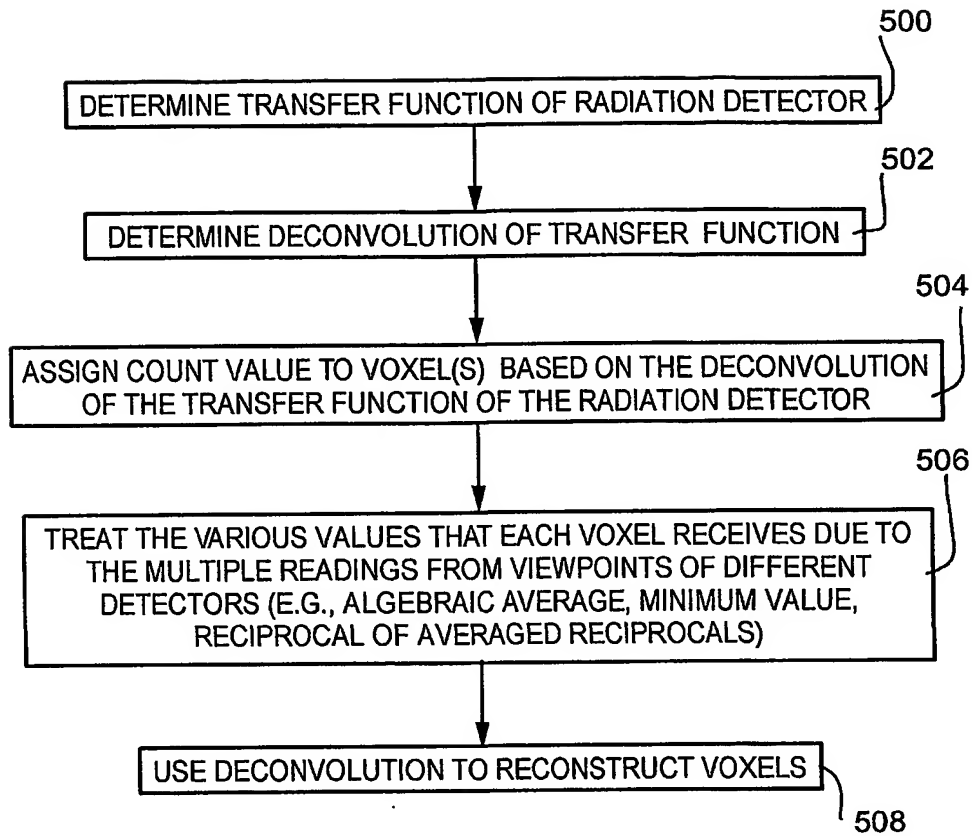 500
DETERMINE TRANSFER FUNCTION OF RADIATION DETECTOR
502
DETERMINE DECONVOLUTION OF TRANSFER FUNCTION
504
ASSIGN COUNT VALUE TO VOXEL(S) BASED ON THE DECONVOLUTION
OF THE TRANSFER FUNCTION OF THE RADIATION DETECTOR
506
TREAT THE VARIOUS VALUES THAT EACH VOXEL RECEIVES DUE TO
THE MULTIPLE READINGS FROM VIEWPOINTS OF DIFFERENT
DETECTORS (E.G., ALGEBRAIC AVERAGE, MINIMUM VALUE,
RECIPROCAL OF AVERAGED RECIPROCALS)
USE DECONVOLUTION TO RECONSTRUCT VOXELS
508